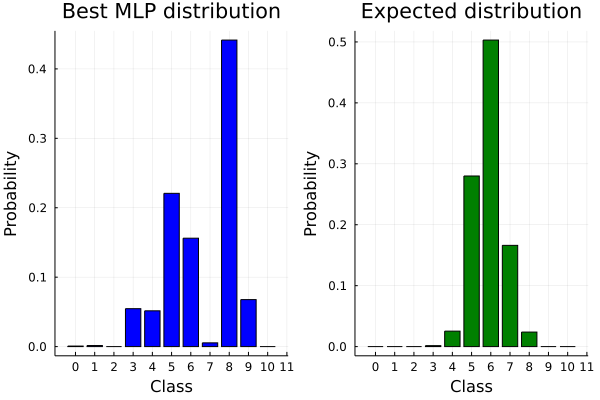 Best MLP distribution
Probability
0.4
0.3
0.2
0.1
0.0
0 1 2 3 4 5 6 7 8 9 10 11
Class
Expected distribution
Probability
0.5
0.4
0.3
0.2
0.1
0.0
0 1 2 3 4 5 6 7 8 9 10 11
Class